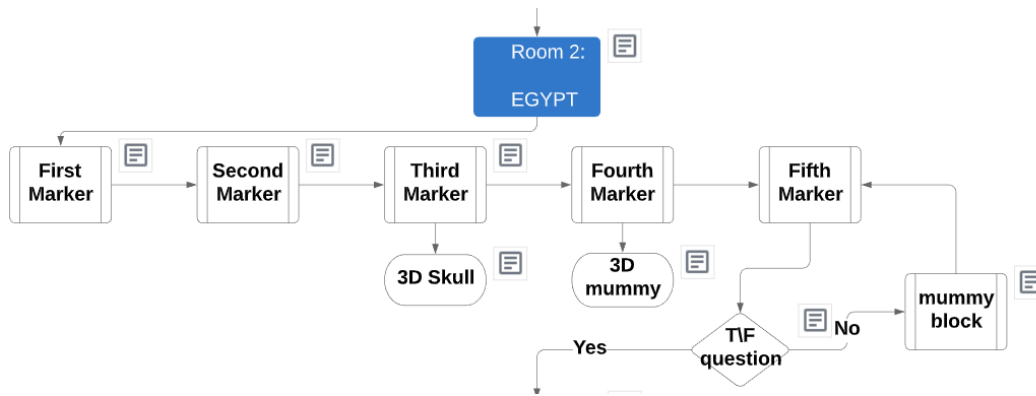 Room 2:
EGYPT
First
Marker
Second
Marker
Third
Marker
Fourth
Marker
Fifth
Marker
3D Skull
3D
mummy
mummy
block
T\F
question
No
Yes